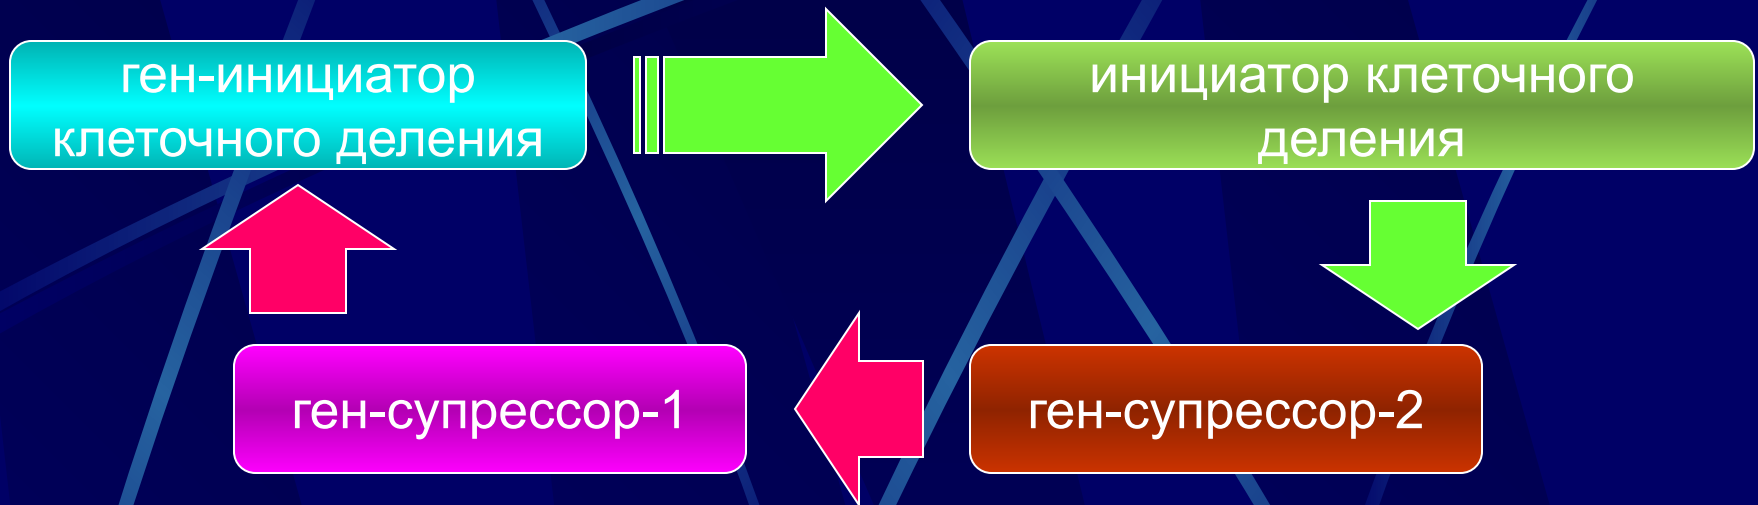 ген-инициатор
клеточного деления
инициатор клеточного
деления
ген-супрессор-1
ген-супрессор-2